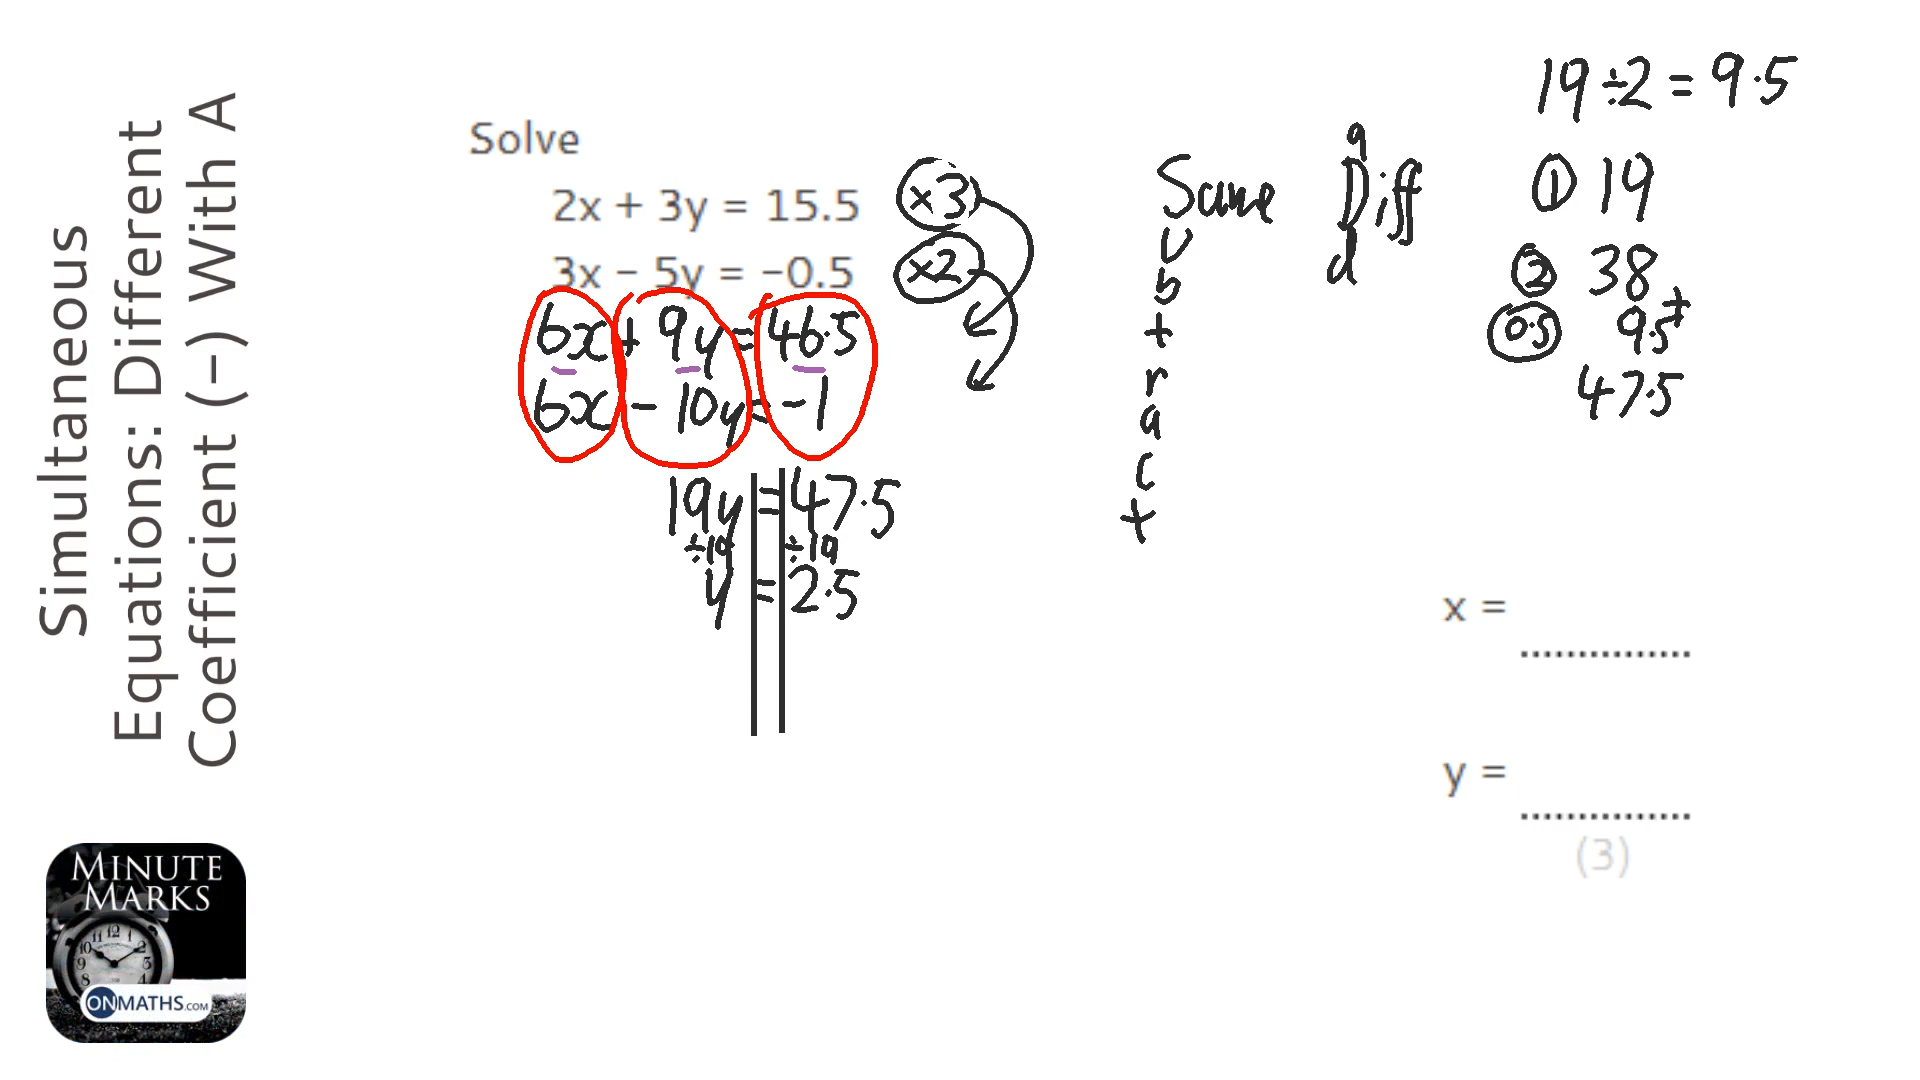 Simultaneous
Equations: Different
Coefficient (-) With A
Solve
2x + 3y = 15.5
3x − 5y = −0.5
×3
×2
6x + 9y = 46.5
6x - 10y = -1
19y = 47.5
÷19 ÷19
y = 2.5
Same
u
b
t
r
a
c
t
a
Diff
d
19÷2 = 9.5
① 19
② 38
0.5 9.5+
47.5
x =
y =
(3)
MINUTE
MARKS
ONMATHS.COM